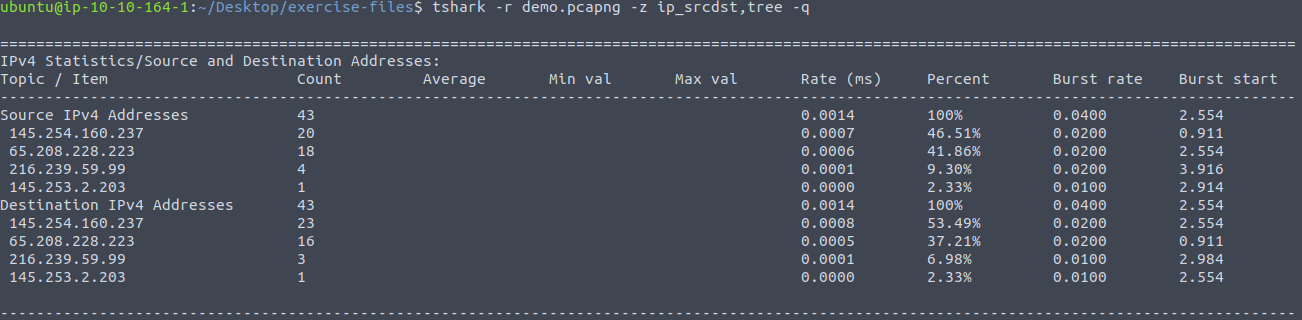 ubuntu@ip-10-10-164-1:~/Desktop/exercise-files$ tshark -r demo.pcapng -z ip_srcdst,tree -q
===================================================================================================================================================
IPv4 Statistics/Source and Destination Addresses:
Topic / Item Count Average Min val Max val Rate (ms) Percent Burst rate Burst start
---------------------------------------------------------------------------------------------------------------------------------------------------
Source IPv4 Addresses 43 0.0014 100% 0.0400 2.554
145.254.160.237 20 0.0007 46.51% 0.0200 0.911
65.208.228.223 18 0.0006 41.86% 0.0200 2.554
216.239.59.99 4 0.0001 9.30% 0.0200 3.916
145.253.2.203 1 0.0000 2.33% 0.0100 2.914
Destination IPv4 Addresses 43 0.0014 100% 0.0400 2.554
145.254.160.237 23 0.0008 53.49% 0.0200 2.554
65.208.228.223 16 0.0005 37.21% 0.0200 0.911
216.239.59.99 3 0.0001 6.98% 0.0100 2.984
145.253.2.203 1 0.0000 2.33% 0.0100 2.554
---------------------------------------------------------------------------------------------------------------------------------------------------